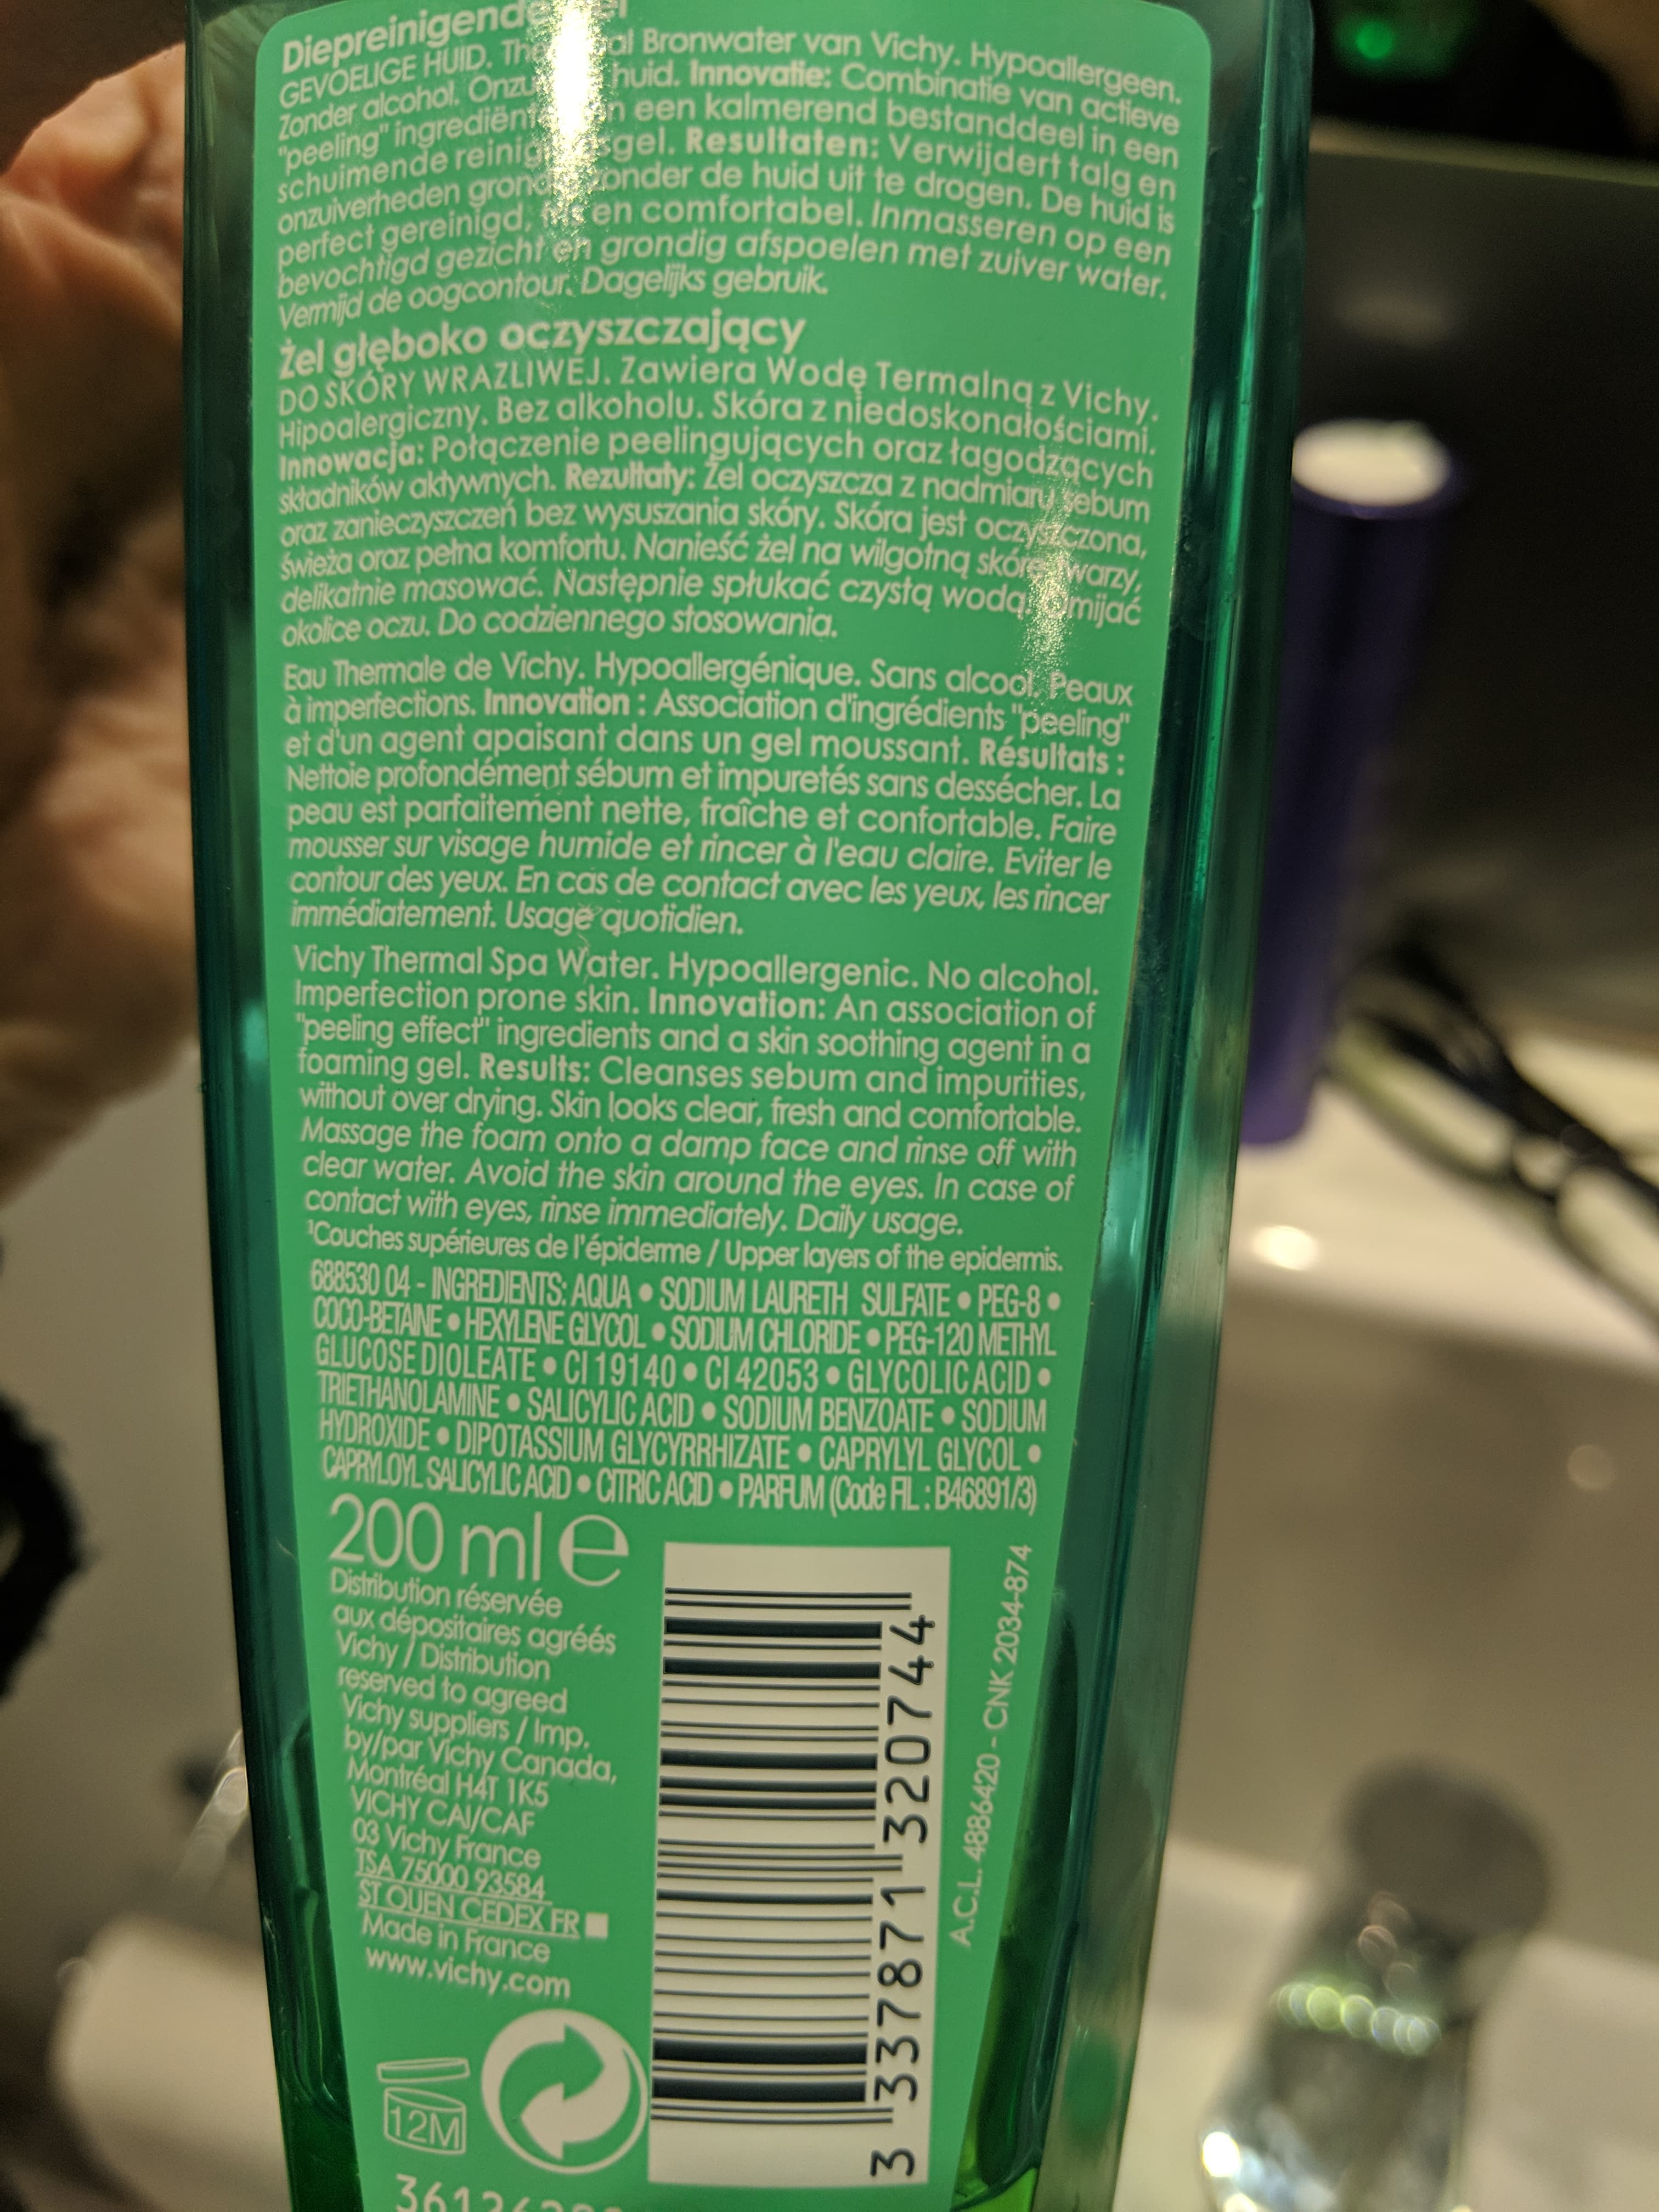 Diepreinigende
GEVOELIGE HUID. Bronwater van Vichy. Hypoallergeen.
Zonder alcohol. huid. Innovatie: Combinatie van actieve
"peeling" een kalmerend bestanddeel in een
schuimende Resultaten: Verwijdert talg en
onzuiverheden zonder de huid uit te drogen. De huid is
perfect gereinigd, en comfortabel. Inmasseren op een
bevochtigd gezicht en grondig afspoelen met zuiver water.
Vermijd de oogcontour. Dagelijks gebruik.
Żel głęboko oczyszczający
DO SKÓRY WRAŻLIWEJ. Zawiera Wodę Termalną z Vichy.
Hipoalergiczny. Bez alkoholu. Skóra z niedoskonałościami.
Innowacja: Połączenie peelingujących oraz łagodzących
składników aktywnych. Rezultaty: Żel oczyszcza z nadmiaru sebum
oraz zanieczyszczeń bez wysuszania skóry. Skóra jest oczyszczona,
świeża oraz pełna komfortu. Nanieść żel na wilgotną skórę twarzy,
delikatnie masować. Następnie spłukać czystą wodą. Omijać
okolice oczu. Do codziennego stosowania.
Eau Thermale de Vichy. Hypoallergénique. Sans alcool. Peaux
à imperfections. Innovation : Association d'ingrédients "peeling"
et d'un agent apaisant dans un gel moussant. Résultats :
Nettoie profondément sébum et impuretés sans dessécher. La
peau est parfaitement nette, fraîche et confortable. Faire
mousser sur visage humide et rincer à l'eau claire. Eviter le
contour des yeux. En cas de contact avec les yeux, les rincer
immédiatement. Usage quotidien.
Vichy Thermal Spa Water. Hypoallergenic. No alcohol.
Imperfection prone skin. Innovation: An association of
"peeling effect" ingredients and a skin soothing agent in a
foaming gel. Results: Cleanses sebum and impurities,
without over drying. Skin looks clear, fresh and comfortable.
Massage the foam onto a damp face and rinse off with
clear water. Avoid the skin around the eyes. In case of
contact with eyes, rinse immediately. Daily usage.
¹Couches supérieures de l'épiderme / Upper layers of the epidermis.
688530 04 - INGREDIENTS: AQUA • SODIUM LAURETH SULFATE • PEG-8 •
COCO-BETAINE • HEXYLENE GLYCOL • SODIUM CHLORIDE • PEG-120 METHYL
GLUCOSE DIOLEATE • CI 19140 • CI 42053 • GLYCOLIC ACID •
TRIETHANOLAMINE • SALICYLIC ACID • SODIUM BENZOATE • SODIUM
HYDROXIDE • DIPOTASSIUM GLYCYRRHIZATE • CAPRYLYL GLYCOL •
CAPRYLOYL SALICYLIC ACID • CITRIC ACID • PARFUM (Code FIL : B46891/3)
200 ml e
Distribution réservée
aux dépositaires agréés
Vichy / Distribution
reserved to agreed
Vichy suppliers / Imp.
by/par Vichy Canada,
Montréal H4T 1K5
VICHY CAI/CAF
03 Vichy France
TSA 75000 93584
ST OUEN CEDEX FR
Made in France
www.vichy.com
12M
3 337871 320744
A.C.L. 4886420 - CNK 2034-874